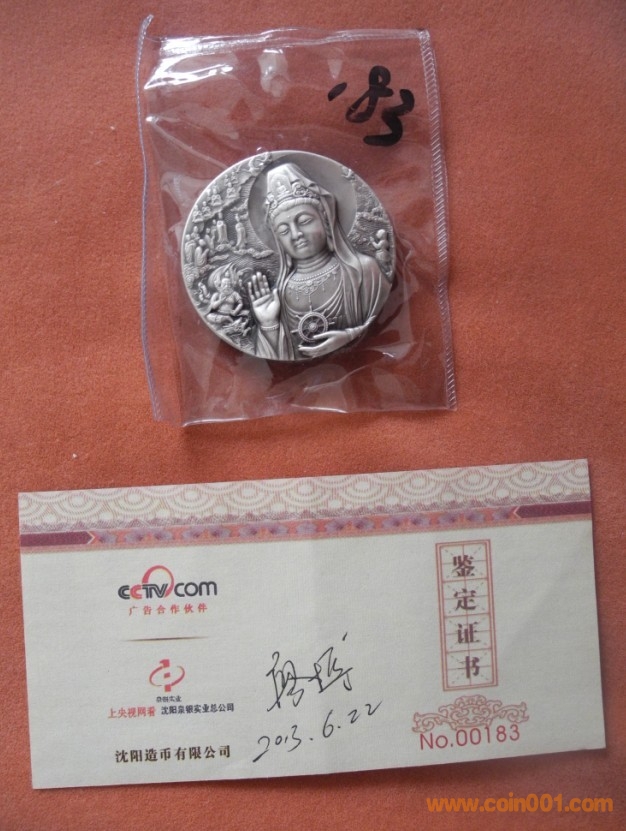 183
CCTV.com
广告合作伙伴
上央视网看 沈阳泉银实业总公司
沈阳造币有限公司
2013.6.22
鉴定证书
No.00183
www.coin001.com